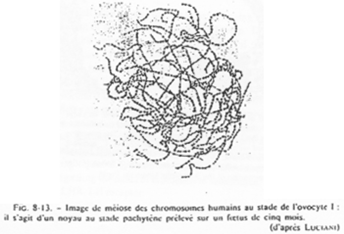 FIG. 8-13. – Image de méiose des chromosomes humains au stade de l'ovocyte I :
il s'agit d'un noyau au stade pachytène prélevé sur un fœtus de cinq mois.
(d'après LUCIANI)